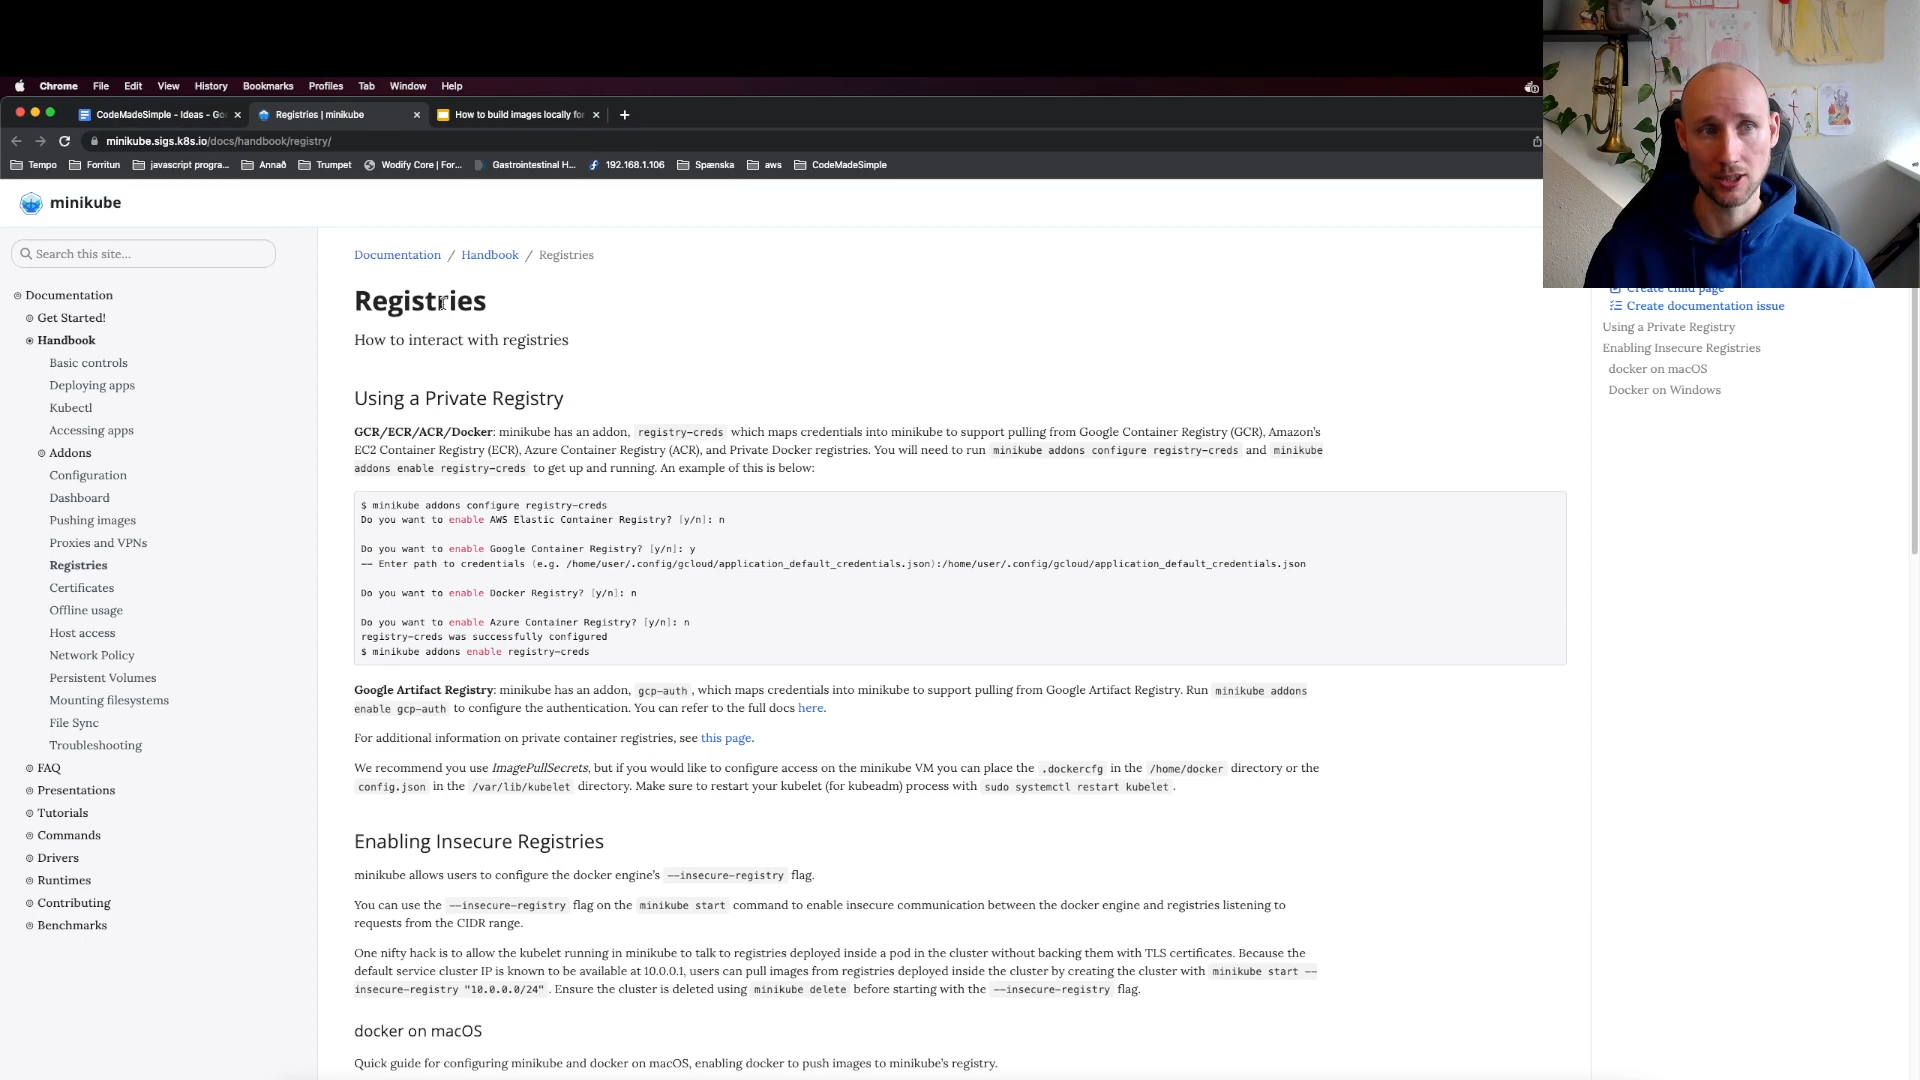 Chrome File Edit View History Bookmarks Profiles Tab Window Help
CodeMadeSimple - Ideas - Go
Registries | minikube
How to build images locally for
minikube.sigs.k8s.io/docs/handbook/registry/
Tempo Forritun javascript progra... Annað Trumpet Wodify Core | For... Gastrointestinal H... 192.168.1.106 Spænska aws CodeMadeSimple
minikube
Search this site...
Documentation
Get Started!
Handbook
Basic controls
Deploying apps
Kubectl
Accessing apps
Addons
Configuration
Dashboard
Pushing images
Proxies and VPNs
Registries
Certificates
Offline usage
Host access
Network Policy
Persistent Volumes
Mounting filesystems
File Sync
Troubleshooting
FAQ
Presentations
Tutorials
Commands
Drivers
Runtimes
Contributing
Benchmarks
Documentation / Handbook / Registries
Registries
How to interact with registries
Using a Private Registry
GCR/ECR/ACR/Docker: minikube has an addon, registry-creds which maps credentials into minikube to support pulling from Google Container Registry (GCR), Amazon's
EC2 Container Registry (ECR), Azure Container Registry (ACR), and Private Docker registries. You will need to run minikube addons configure registry-creds and minikube
addons enable registry-creds to get up and running. An example of this is below:
$ minikube addons configure registry-creds
Do you want to enable AWS Elastic Container Registry? [y/n]: n
Do you want to enable Google Container Registry? [y/n]: y
-- Enter path to credentials (e.g. /home/user/.config/gcloud/application_default_credentials.json):/home/user/.config/gcloud/application_default_credentials.json
Do you want to enable Docker Registry? [y/n]: n
Do you want to enable Azure Container Registry? [y/n]: n
registry-creds was successfully configured
$ minikube addons enable registry-creds
Google Artifact Registry: minikube has an addon, gcp-auth, which maps credentials into minikube to support pulling from Google Artifact Registry. Run minikube addons
enable gcp-auth to configure the authentication. You can refer to the full docs here.
For additional information on private container registries, see this page.
We recommend you use ImagePullSecrets, but if you would like to configure access on the minikube VM you can place the .dockercfg in the /home/docker directory or the
config.json in the /var/lib/kubelet directory. Make sure to restart your kubelet (for kubeadm) process with sudo systemctl restart kubelet.
Enabling Insecure Registries
minikube allows users to configure the docker engine's --insecure-registry flag.
You can use the --insecure-registry flag on the minikube start command to enable insecure communication between the docker engine and registries listening to
requests from the CIDR range.
One nifty hack is to allow the kubelet running in minikube to talk to registries deployed inside a pod in the cluster without backing them with TLS certificates. Because the
default service cluster IP is known to be available at 10.0.0.1, users can pull images from registries deployed inside the cluster by creating the cluster with minikube start --
insecure-registry "10.0.0.0/24". Ensure the cluster is deleted using minikube delete before starting with the --insecure-registry flag.
docker on macOS
Quick guide for configuring minikube and docker on macOS, enabling docker to push images to minikube's registry.
Create child page
Create documentation issue
Using a Private Registry
Enabling Insecure Registries
docker on macOS
Docker on Windows